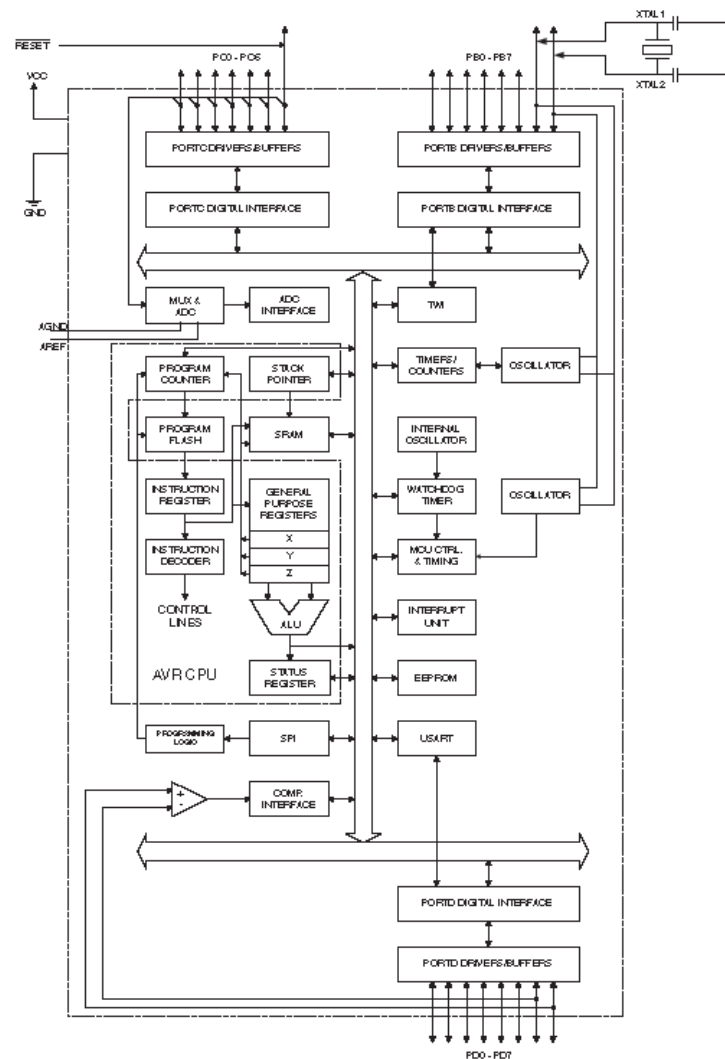 XTAL1
RESET
PC0 - PC6
PB0 - PB7
VCC
XTAL2
PORTC DRIVERS/BUFFERS
PORTB DRIVERS/BUFFERS
PORTC DIGITAL INTERFACE
PORTB DIGITAL INTERFACE
GND
MUX &
ADC
ADC
INTERFACE
TWI
AGND
AREF
PROGRAM
COUNTER
STACK
POINTER
TIMERS/
COUNTERS
OSCILLATOR
PROGRAM
FLASH
SRAM
INTERNAL
OSCILLATOR
INSTRUCTION
REGISTER
GENERAL
PURPOSE
REGISTERS
WATCHDOG
TIMER
OSCILLATOR
X
Y
Z
INSTRUCTION
DECODER
MCU CTRL.
& TIMING
CONTROL
LINES
ALU
INTERRUPT
UNIT
AVR CPU
STATUS
REGISTER
EEPROM
PROGRAMMING
LOGIC
SPI
USART
+
-
COMP.
INTERFACE
PORTD DIGITAL INTERFACE
PORTD DRIVERS/BUFFERS
PD0 - PD7